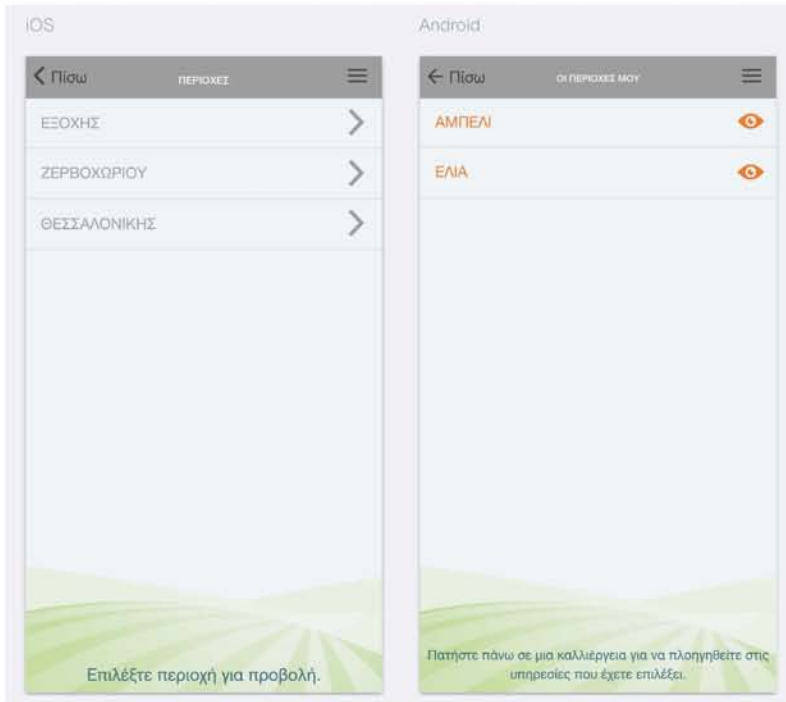 iOS
Πίσω
ΠΕΡΙΟΧΕΣ
ΕΞΟΧΗΣ
ΖΕΡΒΟΧΩΡΙΟΥ
ΘΕΣΣΑΛΟΝΙΚΗΣ
Επιλέξτε περιοχή για προβολή.
Android
Πίσω
ΟΙ ΠΕΡΙΟΧΕΣ ΜΟΥ
ΑΜΠΕΛΙ
ΕΛΙΑ
Πατήστε πάνω σε μια καλλιέργεια για να πλοηγηθείτε στις
υπηρεσίες που έχετε επιλέξει.